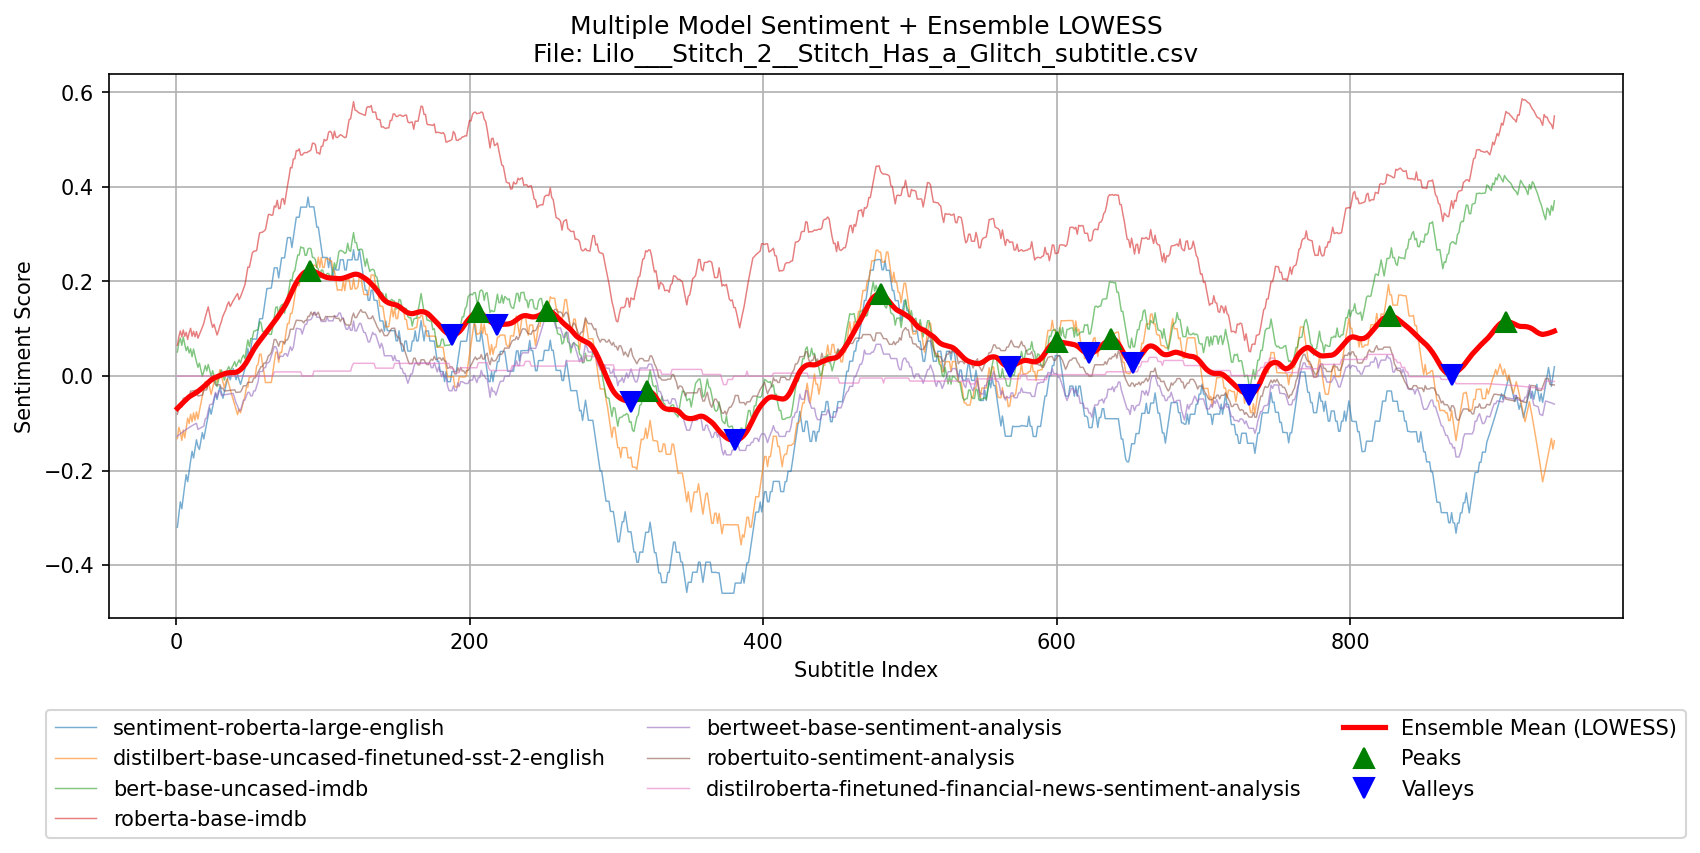 Multiple Model Sentiment + Ensemble LOWESS
File: Lilo___Stitch_2__Stitch_Has_a_Glitch_subtitle.csv
Sentiment Score
0.6
0.4
0.2
0.0
−0.2
−0.4
0 200 400 600 800
Subtitle Index
sentiment-roberta-large-english
distilbert-base-uncased-finetuned-sst-2-english
bert-base-uncased-imdb
roberta-base-imdb
bertweet-base-sentiment-analysis
robertuito-sentiment-analysis
distilroberta-finetuned-financial-news-sentiment-analysis
Ensemble Mean (LOWESS)
Peaks
Valleys